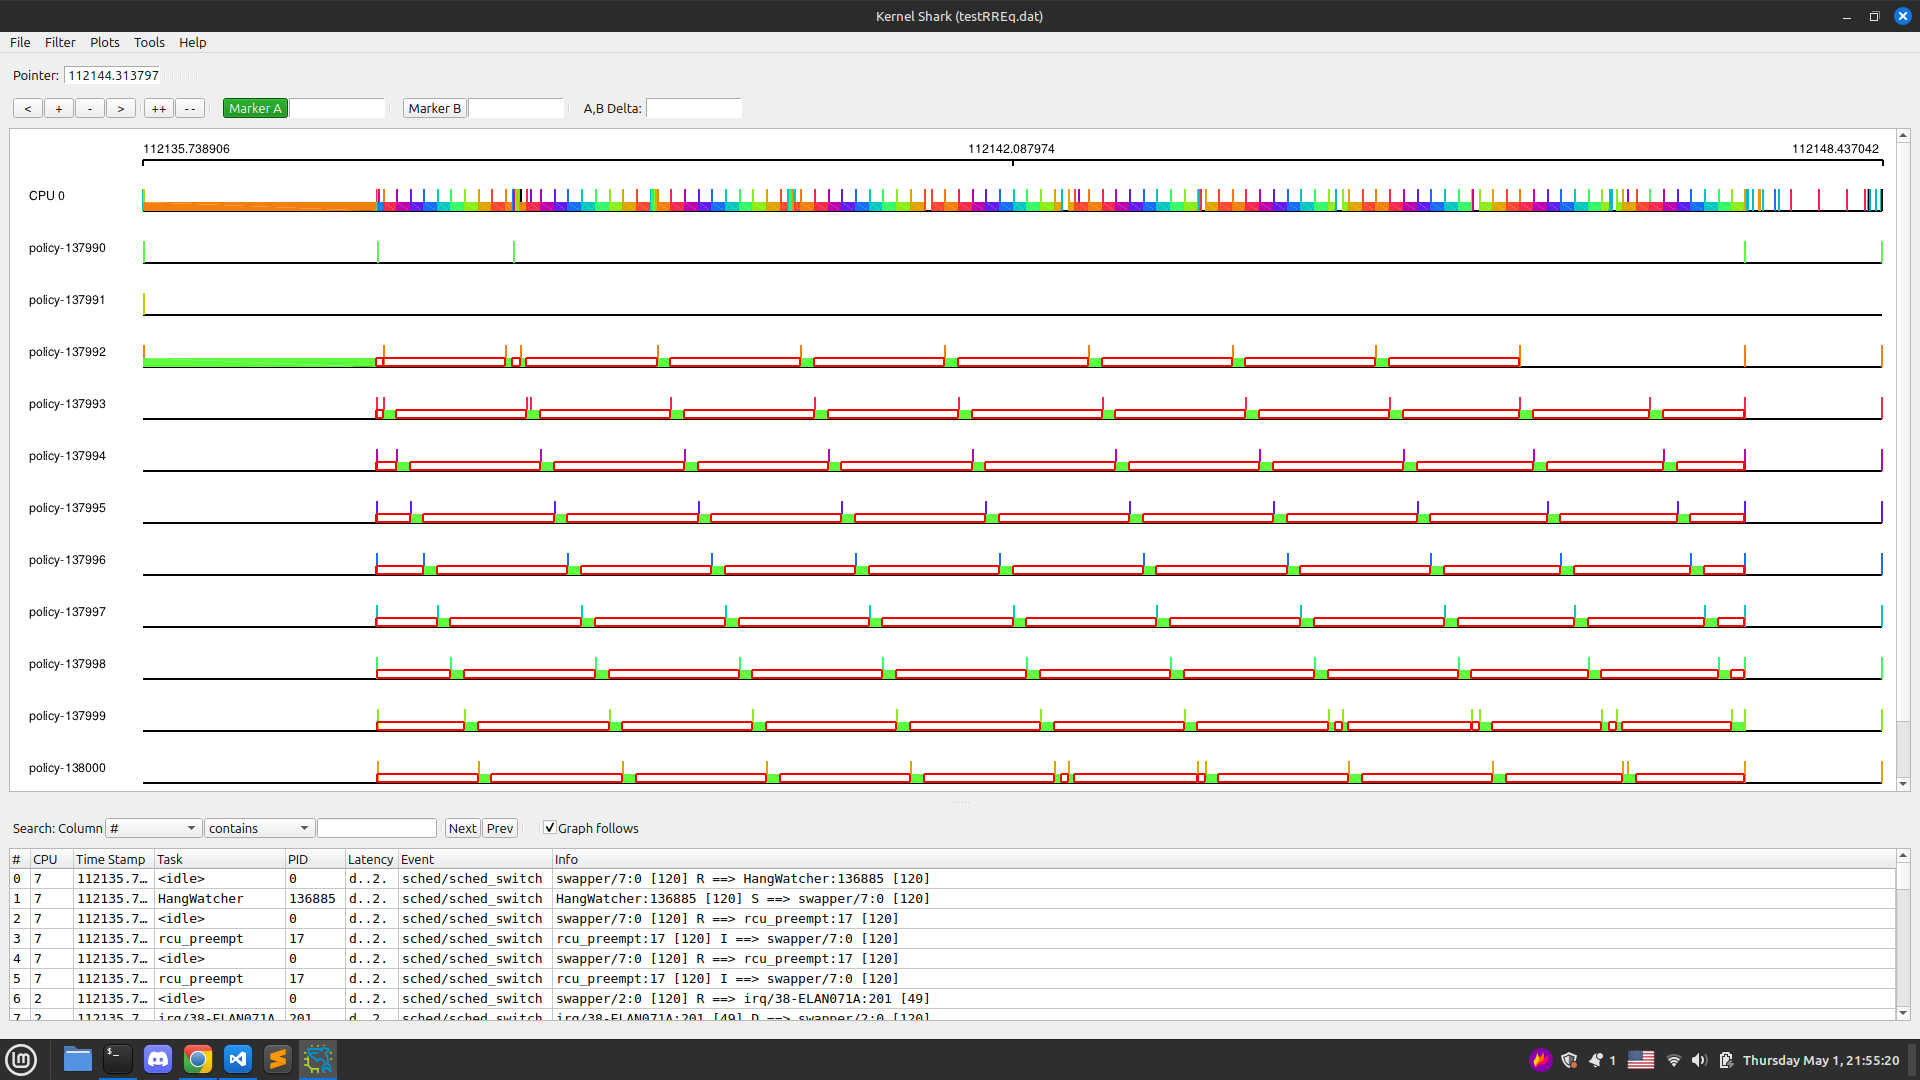 Kernel Shark (testRREq.dat)
File Filter Plots Tools Help
Pointer: 112144.313797
< + - > ++ -- Marker A Marker B A,B Delta:
112135.738906 112142.087974 112148.437042
CPU 0
policy-137990
policy-137991
policy-137992
policy-137993
policy-137994
policy-137995
policy-137996
policy-137997
policy-137998
policy-137999
policy-138000
Search: Column # contains Next Prev Graph follows
# CPU Time Stamp Task PID Latency Event Info
0 7 112135.7… <idle> 0 d..2. sched/sched_switch swapper/7:0 [120] R ==> HangWatcher:136885 [120]
1 7 112135.7… HangWatcher 136885 d..2. sched/sched_switch HangWatcher:136885 [120] S ==> swapper/7:0 [120]
2 7 112135.7… <idle> 0 d..2. sched/sched_switch swapper/7:0 [120] R ==> rcu_preempt:17 [120]
3 7 112135.7… rcu_preempt 17 d..2. sched/sched_switch rcu_preempt:17 [120] I ==> swapper/7:0 [120]
4 7 112135.7… <idle> 0 d..2. sched/sched_switch swapper/7:0 [120] R ==> rcu_preempt:17 [120]
5 7 112135.7… rcu_preempt 17 d..2. sched/sched_switch rcu_preempt:17 [120] I ==> swapper/7:0 [120]
6 2 112135.7… <idle> 0 d..2. sched/sched_switch swapper/2:0 [120] R ==> irq/38-ELAN071A:201 [49]
7 2 112135.7… irq/38-ELAN071A 201 d..2. sched/sched_switch irq/38-ELAN071A:201 [49] D ==> swapper/2:0 [120]
1 Thursday May 1, 21:55:20